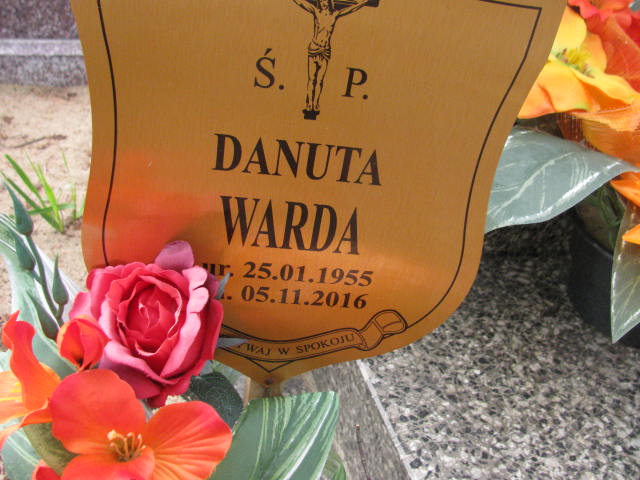 Ś. P.
DANUTA
WARDA
ur. 25.01.1955
. 05.11.2016
W SPOKOJU